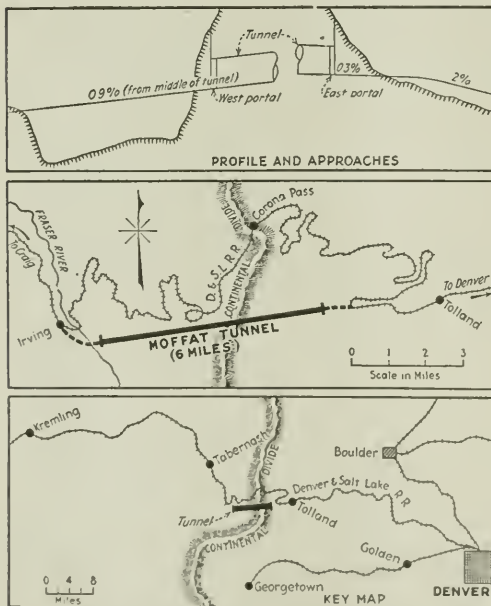 Tunnel
0.9% (from middle of tunnel)
0.3%
2%
West portal
East portal
PROFILE AND APPROACHES
DIVIDE
Corona Pass
FRASER RIVER
To Craig
D. & S. L. R. R.
CONTINENTAL
To Denver
Tolland
Irving
MOFFAT TUNNEL
(6 MILES)
0 2 4
Scale in Miles
Kremling
Tabernash
DIVIDE
Boulder
Denver & Salt Lake R R
Tunnel
Tolland
CONTINENTAL
Golden
0 4 8
Miles
Georgetown
KEY MAP
DENVER